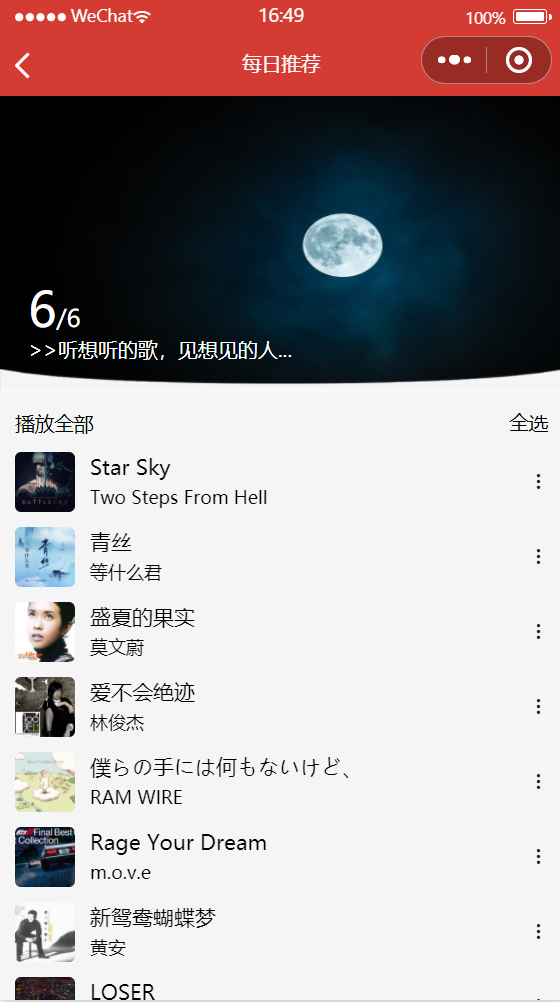 WeChat 16:49 100%
每日推荐
6/6
>>听想听的歌，见想见的人...
播放全部 全选
Star Sky
Two Steps From Hell
青丝
等什么君
盛夏的果实
莫文蔚
爱不会绝迹
林俊杰
僕らの手には何もないけど、
RAM WIRE
Final Best
Collection
Rage Your Dream
m.o.v.e
新鸳鸯蝴蝶梦
黄安
LOSER